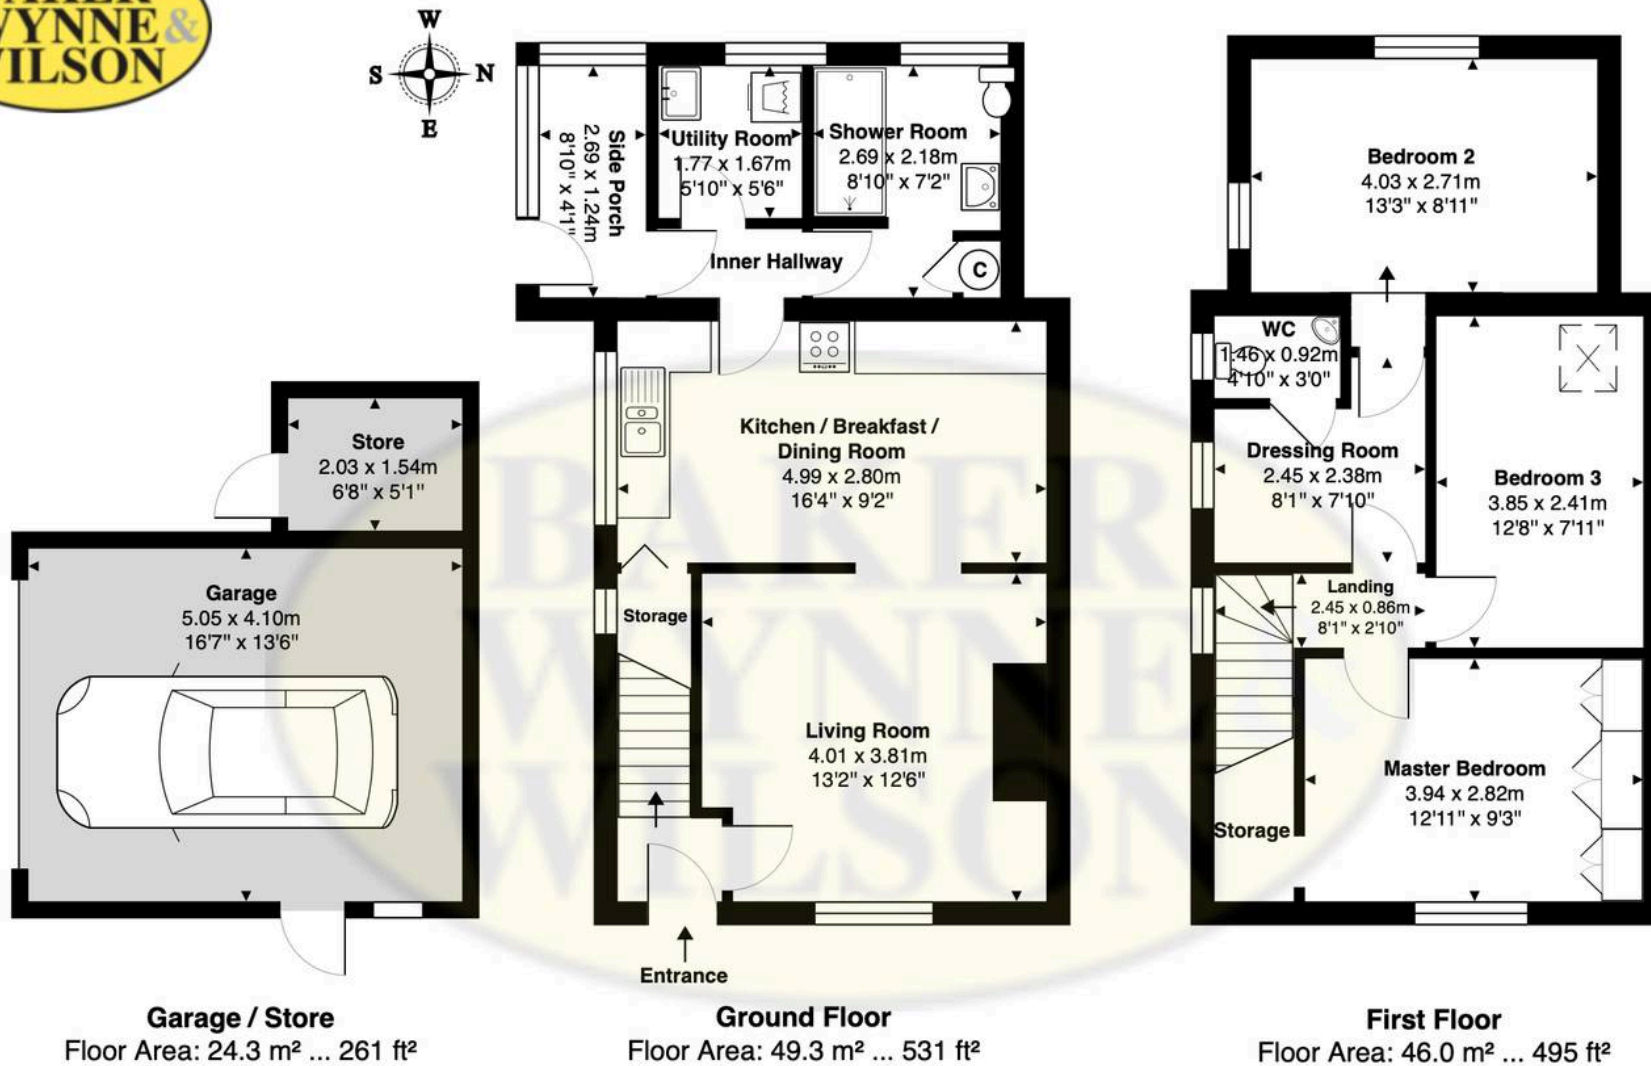 WYNNE &
WILSON
W
S N
E
Side Porch
2.69 x 1.24m
8'10" x 4'1"
Utility Room
1.77 x 1.67m
5'10" x 5'6"
Shower Room
2.69 x 2.18m
8'10" x 7'2"
Inner Hallway
C
Kitchen / Breakfast /
Dining Room
4.99 x 2.80m
16'4" x 9'2"
Storage
Living Room
4.01 x 3.81m
13'2" x 12'6"
Entrance
Store
2.03 x 1.54m
6'8" x 5'1"
Garage
5.05 x 4.10m
16'7" x 13'6"
Bedroom 2
4.03 x 2.71m
13'3" x 8'11"
WC
1.46 x 0.92m
4'10" x 3'0"
Dressing Room
2.45 x 2.38m
8'1" x 7'10"
Bedroom 3
3.85 x 2.41m
12'8" x 7'11"
Landing
2.45 x 0.86m
8'1" x 2'10"
Master Bedroom
3.94 x 2.82m
12'11" x 9'3"
Storage
BAKER
WYNNE
WILSON
Garage / Store
Floor Area: 24.3 m² ... 261 ft²
Ground Floor
Floor Area: 49.3 m² ... 531 ft²
First Floor
Floor Area: 46.0 m² ... 495 ft²